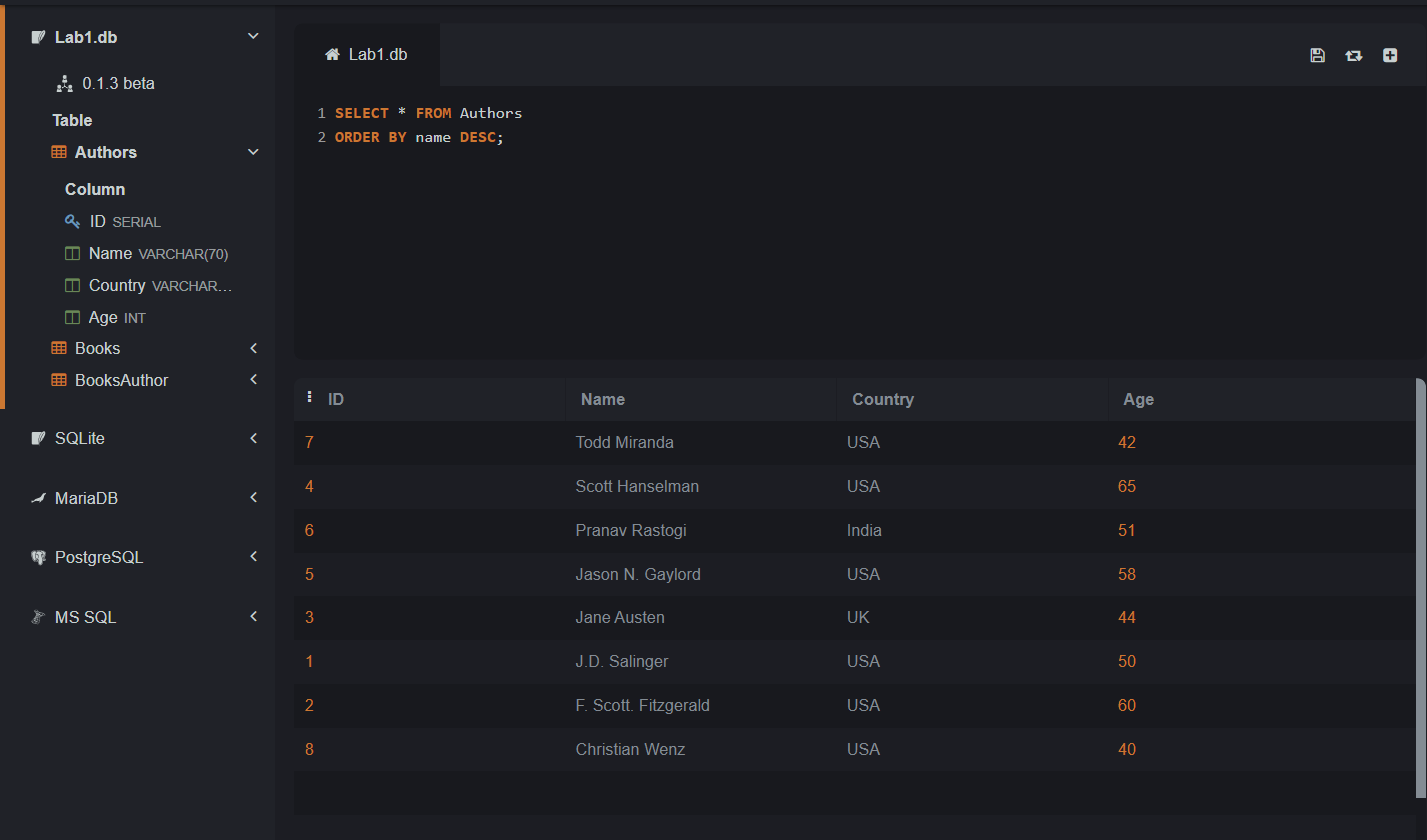 Lab1.db
0.1.3 beta
Table
Authors
Column
ID SERIAL
Name VARCHAR(70)
Country VARCHAR...
Age INT
Books
BooksAuthor
SQLite
MariaDB
PostgreSQL
MS SQL
Lab1.db
1 SELECT * FROM Authors
2 ORDER BY name DESC;
ID Name Country Age
7 Todd Miranda USA 42
4 Scott Hanselman USA 65
6 Pranav Rastogi India 51
5 Jason N. Gaylord USA 58
3 Jane Austen UK 44
1 J.D. Salinger USA 50
2 F. Scott. Fitzgerald USA 60
8 Christian Wenz USA 40